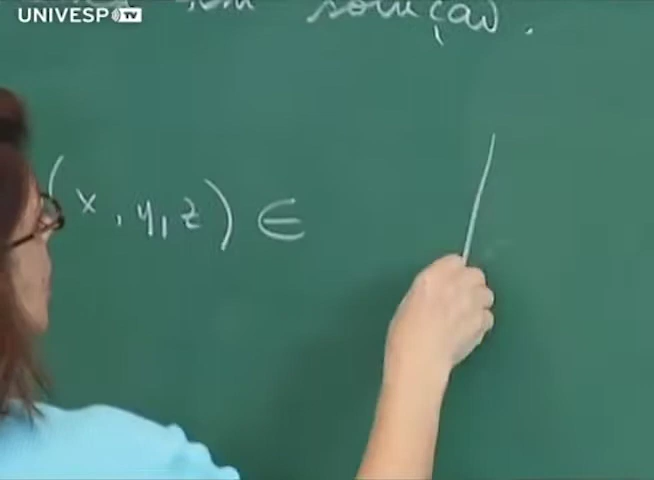 UNIVESP TV
solução.
(x, y, z) ∈